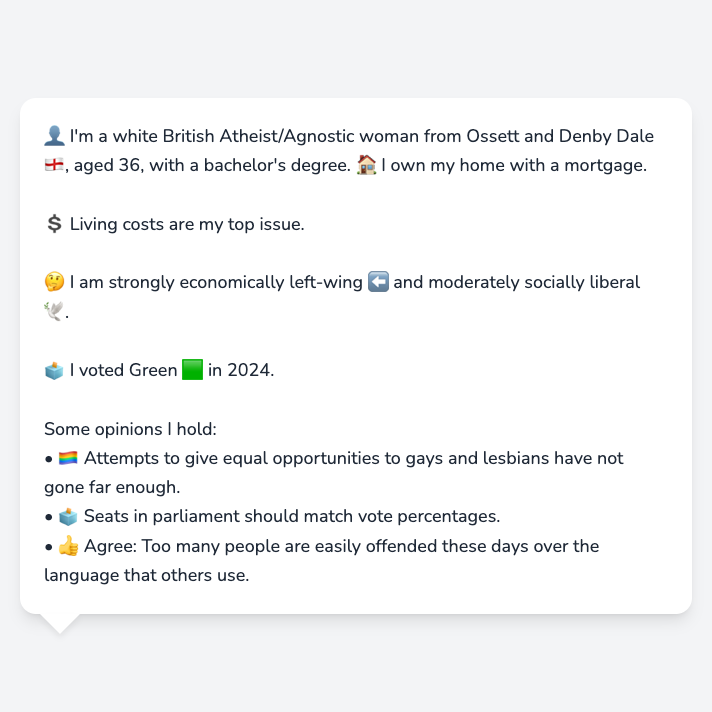 👤 I'm a white British Atheist/Agnostic woman from Ossett and Denby Dale
🏴󠁧󠁢󠁥󠁮󠁧󠁿, aged 36, with a bachelor's degree. 🏠 I own my home with a mortgage.
💲 Living costs are my top issue.
🤔 I am strongly economically left-wing ⬅️ and moderately socially liberal
🕊️.
🗳️ I voted Green 🟩 in 2024.
Some opinions I hold:
• 🏳️‍🌈 Attempts to give equal opportunities to gays and lesbians have not
gone far enough.
• 🗳️ Seats in parliament should match vote percentages.
• 👍 Agree: Too many people are easily offended these days over the
language that others use.